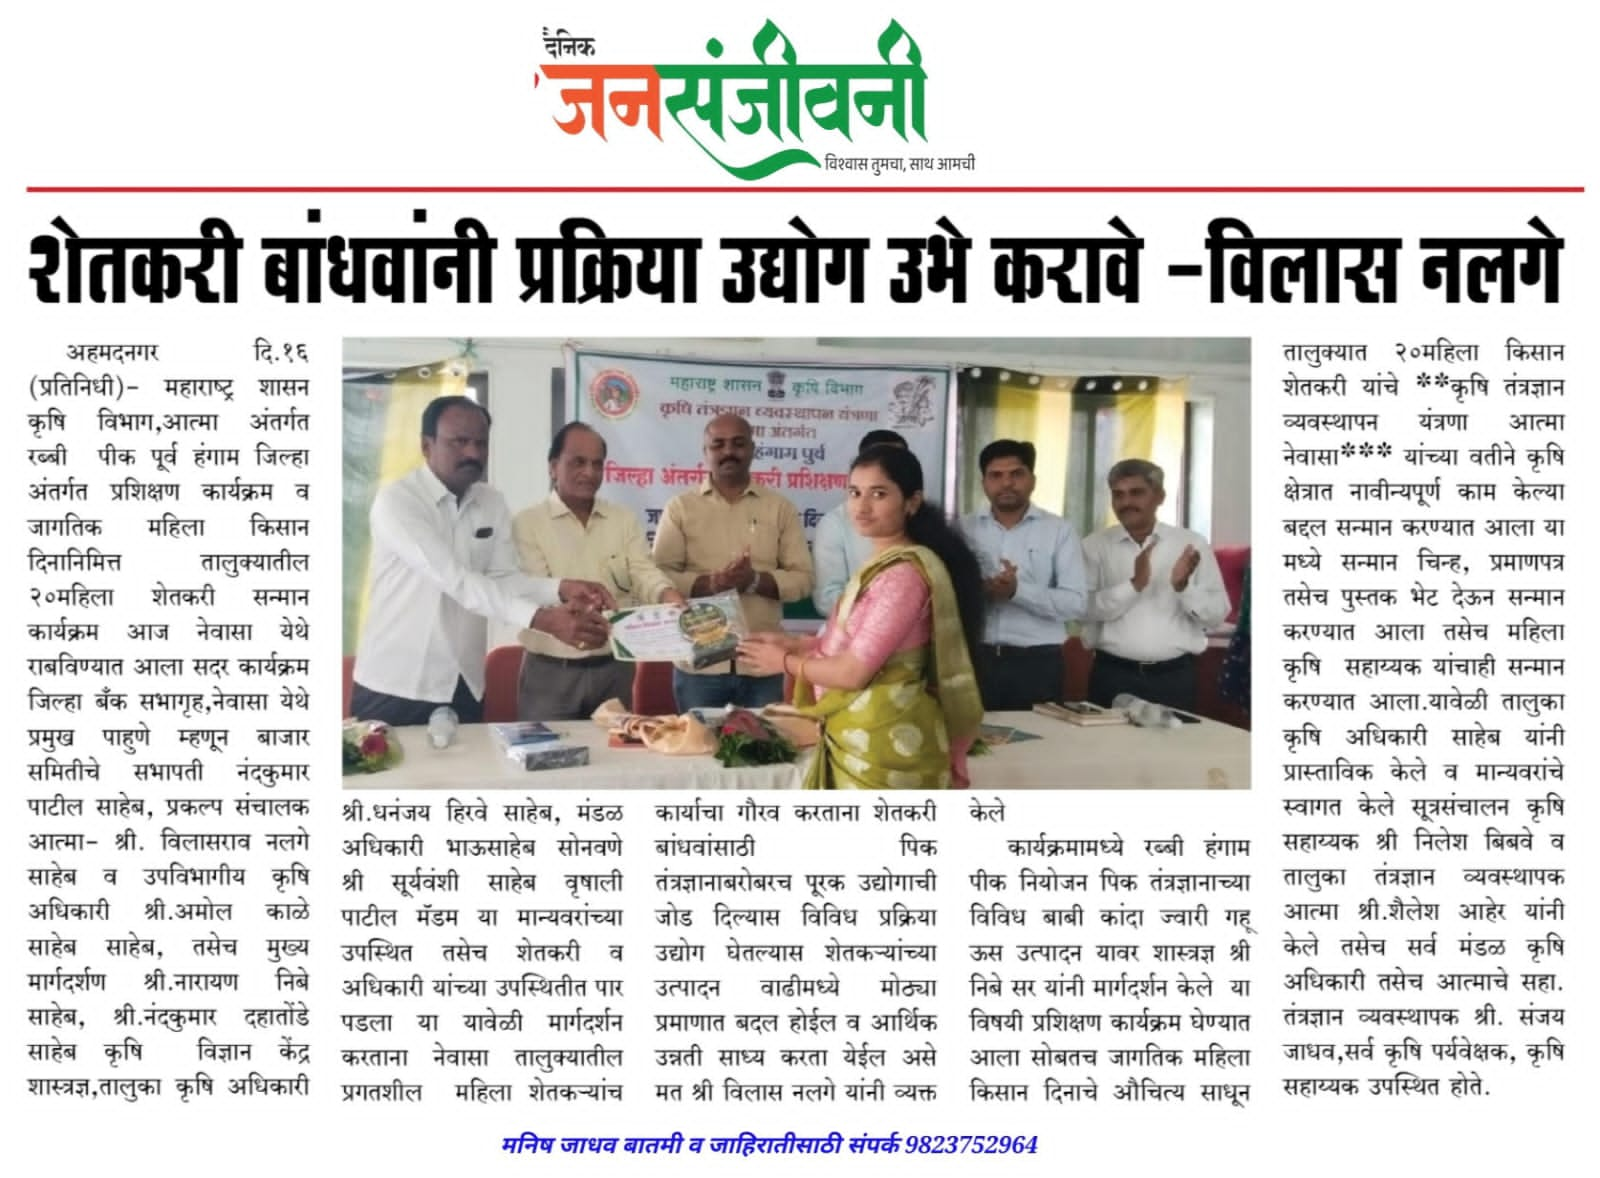 दैनिक
जनसंजीवनी
विश्वास तुमचा, साथ आमची
शेतकरी बांधवांनी प्रक्रिया उद्योग उभे करावे -विलास नलगे
अहमदनगर दि.१६
(प्रतिनिधी)- महाराष्ट्र शासन
कृषि विभाग,आत्मा अंतर्गत
रब्बी पीक पूर्व हंगाम जिल्हा
अंतर्गत प्रशिक्षण कार्यक्रम व
जागतिक महिला किसान
दिनानिमित्त तालुक्यातील
२०महिला शेतकरी सन्मान
कार्यक्रम आज नेवासा येथे
राबविण्यात आला सदर कार्यक्रम
जिल्हा बँक सभागृह,नेवासा येथे
प्रमुख पाहुणे म्हणून बाजार
समितीचे सभापती नंदकुमार
पाटील साहेब, प्रकल्प संचालक
आत्मा- श्री. विलासराव नलगे
साहेब व उपविभागीय कृषि
अधिकारी श्री.अमोल काळे
साहेब साहेब, तसेच मुख्य
मार्गदर्शण श्री.नारायण निबे
साहेब, श्री.नंदकुमार दहातोंडे
साहेब कृषि विज्ञान केंद्र
शास्त्रज्ञ,तालुका कृषि अधिकारी
महाराष्ट्र शासन कृषि विभाग
कृषि तंत्रज्ञान व्यवस्थापन यंत्रणा
अंतर्गत
हंगाम पुर्व
जिल्हा अंतर्ग करी प्रशिक्षण
श्री.धनंजय हिरवे साहेब, मंडळ
अधिकारी भाऊसाहेब सोनवणे
श्री सूर्यवंशी साहेब वृषाली
पाटील मॅडम या मान्यवरांच्या
उपस्थित तसेच शेतकरी व
अधिकारी यांच्या उपस्थितीत पार
पडला या यावेळी मार्गदर्शन
करताना नेवासा तालुक्यातील
प्रगतशील महिला शेतकऱ्यांच
कार्याचा गौरव करताना शेतकरी
बांधवांसाठी पिक
तंत्रज्ञानाबरोबरच पूरक उद्योगाची
जोड दिल्यास विविध प्रक्रिया
उद्योग घेतल्यास शेतकऱ्यांच्या
उत्पादन वाढीमध्ये मोठ्या
प्रमाणात बदल होईल व आर्थिक
उन्नती साध्य करता येईल असे
मत श्री विलास नलगे यांनी व्यक्त
केले
कार्यक्रमामध्ये रब्बी हंगाम
पीक नियोजन पिक तंत्रज्ञानाच्या
विविध बाबी कांदा ज्वारी गहू
ऊस उत्पादन यावर शास्त्रज्ञ श्री
निबे सर यांनी मार्गदर्शन केले या
विषयी प्रशिक्षण कार्यक्रम घेण्यात
आला सोबतच जागतिक महिला
किसान दिनाचे औचित्य साधून
तालुक्यात २०महिला किसान
शेतकरी यांचे **कृषि तंत्रज्ञान
व्यवस्थापन यंत्रणा आत्मा
नेवासा*** यांच्या वतीने कृषि
क्षेत्रात नावीन्यपूर्ण काम केल्या
बद्दल सन्मान करण्यात आला या
मध्ये सन्मान चिन्ह, प्रमाणपत्र
तसेच पुस्तक भेट देऊन सन्मान
करण्यात आला तसेच महिला
कृषि सहाय्यक यांचाही सन्मान
करण्यात आला.यावेळी तालुका
कृषि अधिकारी साहेब यांनी
प्रास्ताविक केले व मान्यवरांचे
स्वागत केले सूत्रसंचालन कृषि
सहाय्यक श्री निलेश बिबवे व
तालुका तंत्रज्ञान व्यवस्थापक
आत्मा श्री.शैलेश आहेर यांनी
केले तसेच सर्व मंडळ कृषि
अधिकारी तसेच आत्माचे सहा.
तंत्रज्ञान व्यवस्थापक श्री. संजय
जाधव,सर्व कृषि पर्यवेक्षक, कृषि
सहाय्यक उपस्थित होते.
मनिष जाधव बातमी व जाहिरातीसाठी संपर्क 9823752964